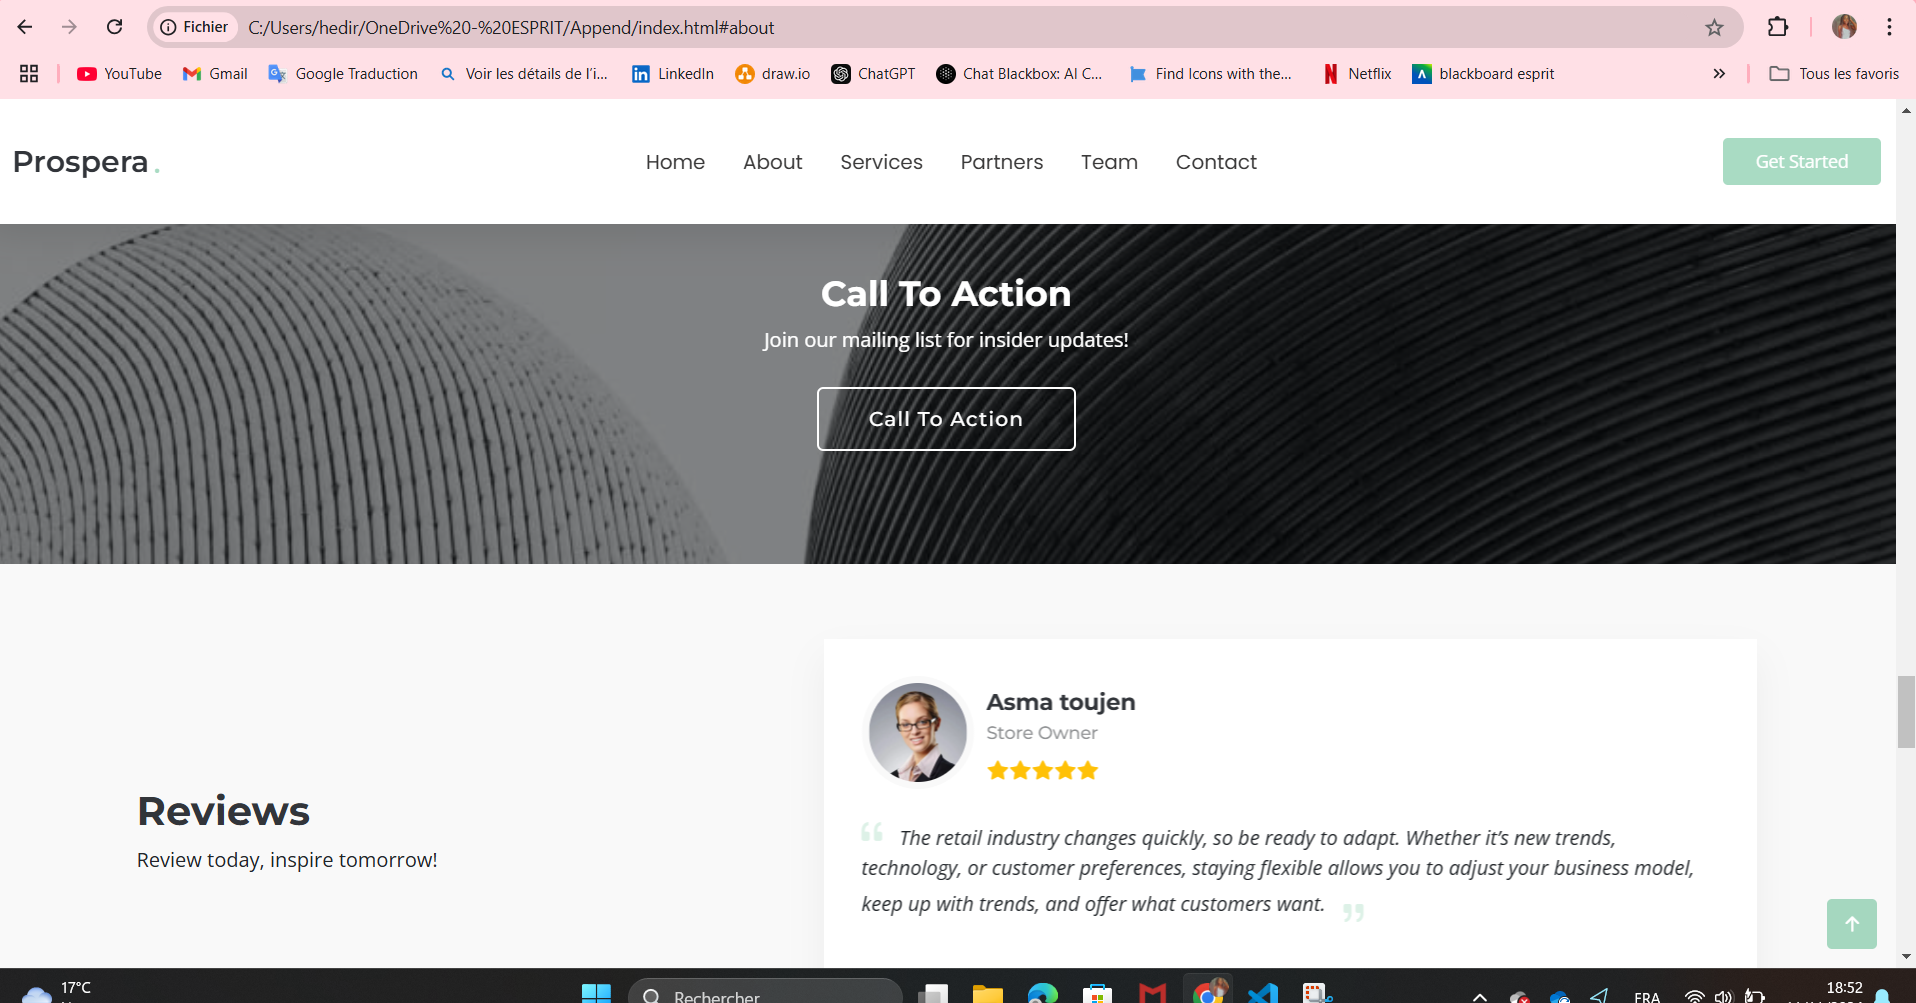 Fichier
C:/Users/hedir/OneDrive%20-%20ESPRIT/Append/index.html#about
YouTube
Gmail
Google Traduction
Voir les détails de l'i...
LinkedIn
draw.io
ChatGPT
Chat Blackbox: AI C...
Find Icons with the...
Netflix
blackboard esprit
Tous les favoris
Prospera.
Home
About
Services
Partners
Team
Contact
Get Started
Call To Action
Join our mailing list for insider updates!
Call To Action
Asma toujen
Store Owner
Reviews
Review today, inspire tomorrow!
“ The retail industry changes quickly, so be ready to adapt. Whether it’s new trends,
technology, or customer preferences, staying flexible allows you to adjust your business model,
keep up with trends, and offer what customers want. ”
17°C
Rechercher
FRA
18:52